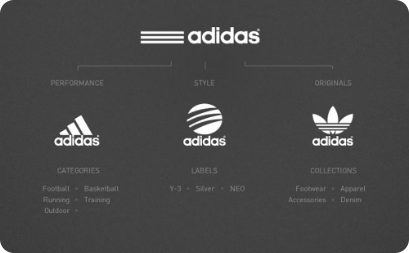 adidas
PERFORMANCE STYLE ORIGINALS
adidas adidas adidas
CATEGORIES LABELS COLLECTIONS
Football • Basketball Y-3 • Silver • NEO Footwear • Apparel
Running • Training Accessories • Denim
Outdoor •